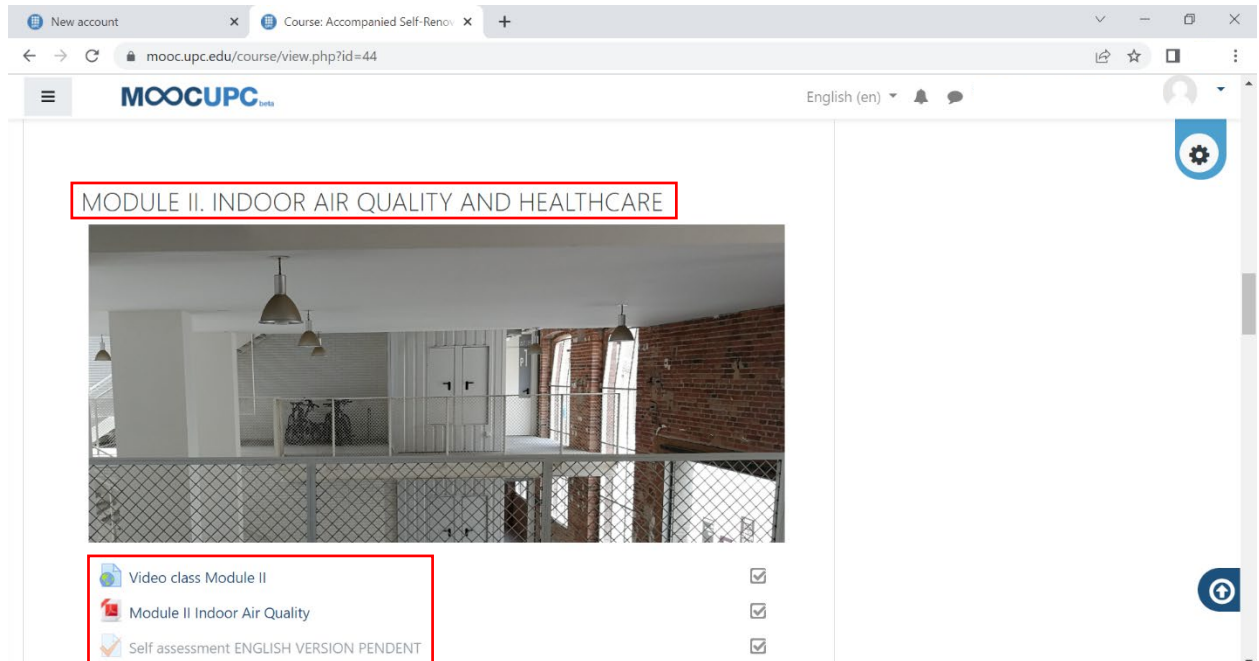 New account
Course: Accompanied Self-Renov
mooc.upc.edu/course/view.php?id=44
MOOCUPC beta
English (en)
MODULE II. INDOOR AIR QUALITY AND HEALTHCARE
Video class Module II
Module II Indoor Air Quality
Self assessment ENGLISH VERSION PENDENT